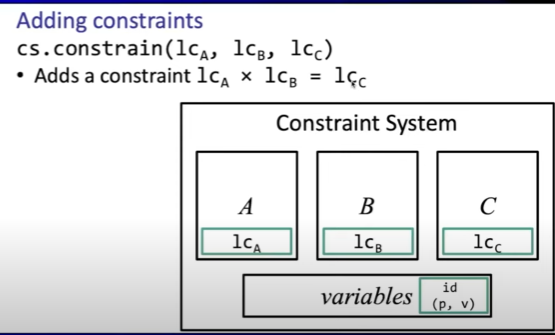 Adding constraints
cs.constrain(lc_A, lc_B, lc_C)
• Adds a constraint lc_A × lc_B = lc_C
Constraint System
A B C
lc_A lc_B lc_C
variables id
(p, v)